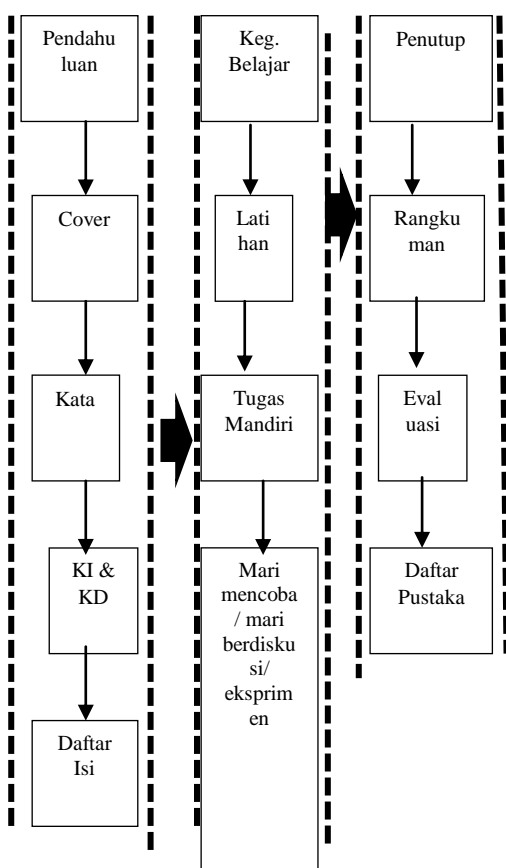 Pendahu
luan
Cover
Kata
KI &
KD
Daftar
Isi
Keg.
Belajar
Lati
han
Tugas
Mandiri
Mari
mencoba
/ mari
berdisku
si/
eksprim
en
Penutup
Rangku
man
Eval
uasi
Daftar
Pustaka